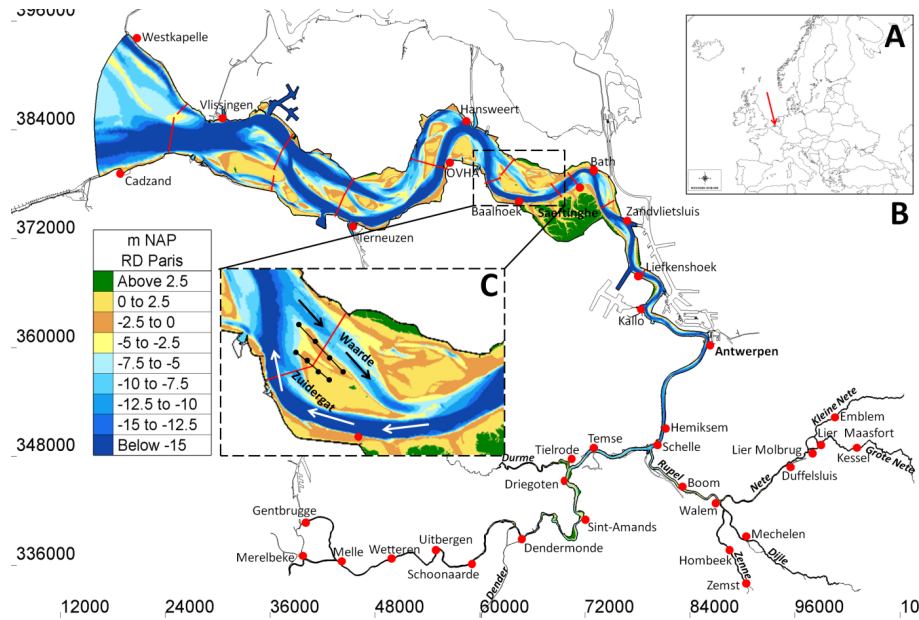 396000
Westkapelle
A
384000
Vlissingen
Hansweert
OVHA
Bath
Cadzand
B
Baalhoek
Saeftinghe
Zandvlietsluis
372000
Terneuzen
m NAP
RD Paris
Above 2.5
0 to 2.5
-2.5 to 0
-5 to -2.5
-7.5 to -5
-10 to -7.5
-12.5 to -10
-15 to -12.5
Below -15
C
Waarde
Zuidergat
Liefkenshoek
Kallo
360000
Antwerpen
348000
Hemiksem
Schelle
Temse
Tielrode
Durme
Driegoten
Rupel
Boom
Walem
Nete
Kleine Nete
Emblem
Lier
Maasfort
Lier Molbrug
Kessel
Grote Nete
Duffelsluis
Gentbrugge
Sint-Amands
Mechelen
Dijle
Hombeek
Zenne
Zemst
336000
Merelbeke
Melle
Wetteren
Uitbergen
Schoonaarde
Dendermonde
Dender
12000
24000
36000
48000
60000
72000
84000
96000
10